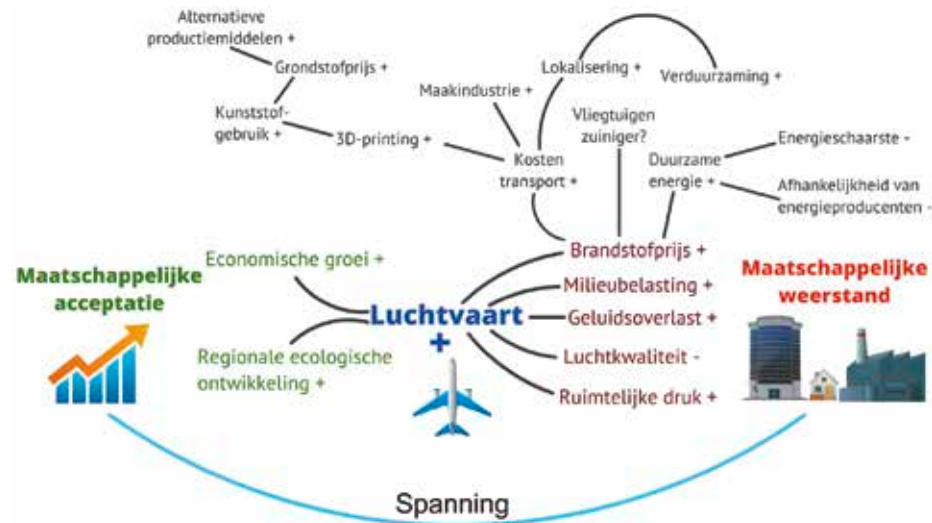 Alternatieve
productiemiddelen +
Grondstofprijs +
Kunststof-
gebruik +
3D-printing +
Maakindustrie +
Lokalisering +
Verduurzaming +
Vliegtuigen
zuiniger?
Kosten
transport +
Duurzame
energie +
Energieschaarste -
Afhankelijkheid van
energieproducenten -
Maatschappelijke
acceptatie
Economische groei +
Regionale ecologische
ontwikkeling +
Luchtvaart
+
Brandstofprijs +
Milieubelasting +
Geluidsoverlast +
Luchtkwaliteit -
Ruimtelijke druk +
Maatschappelijke
weerstand
Spanning